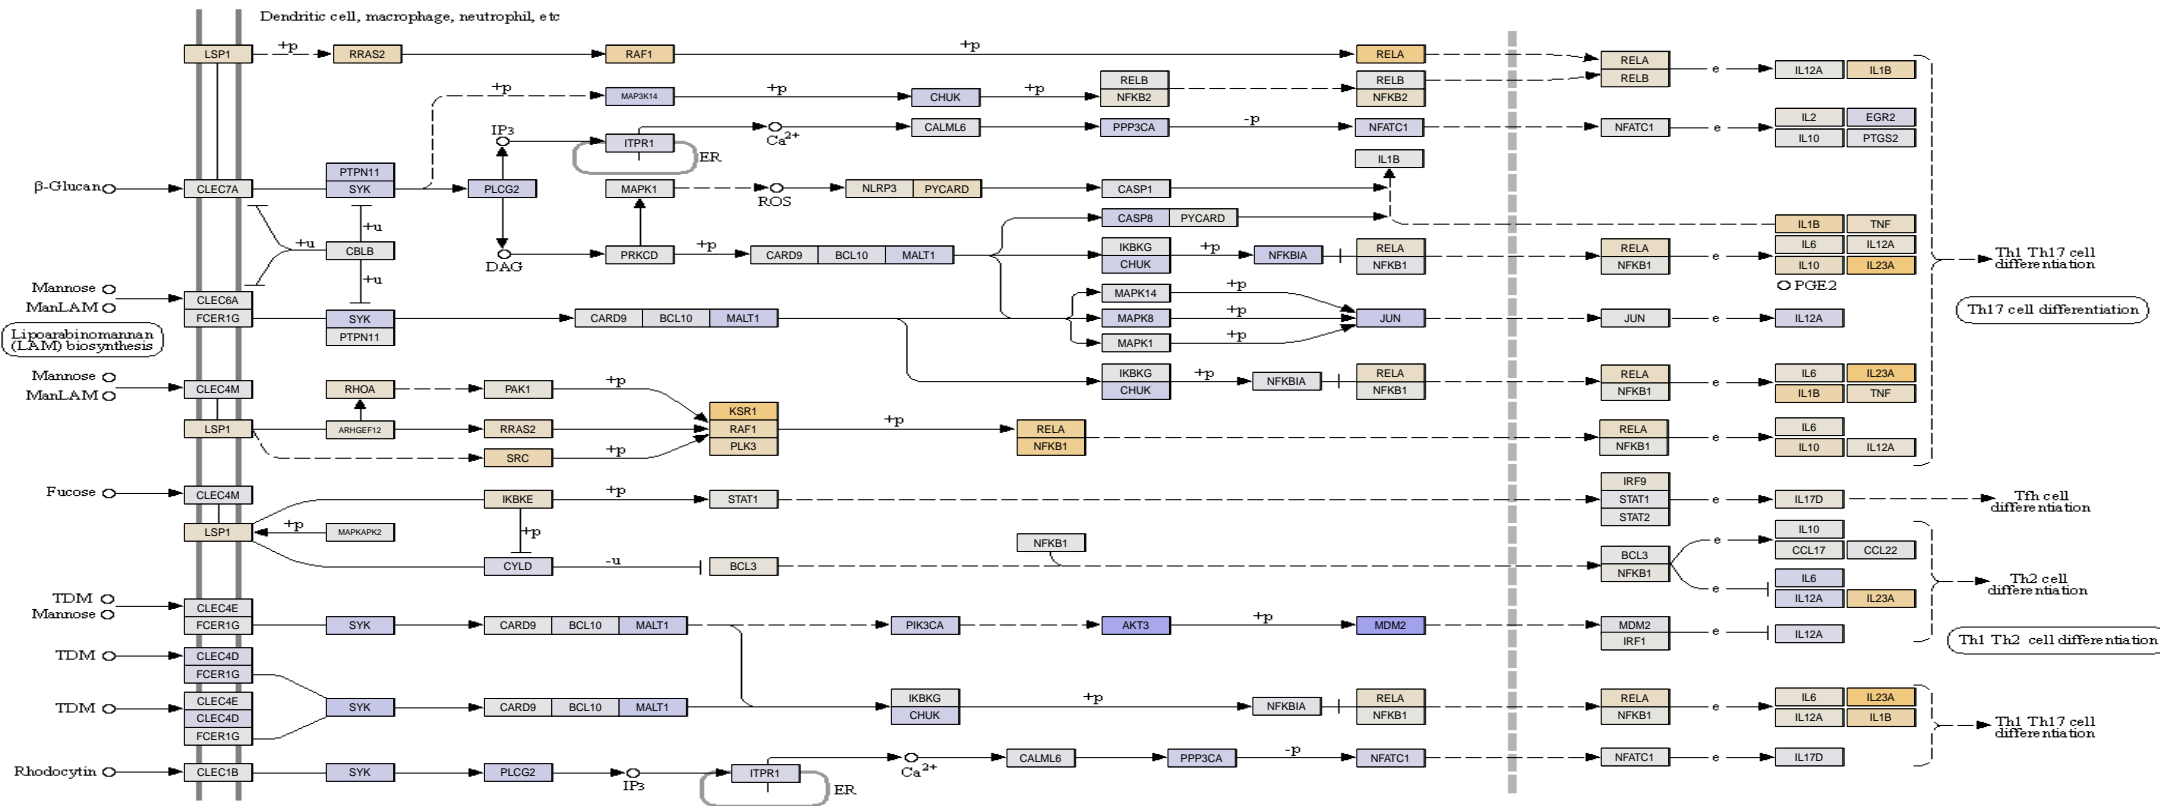 Dendritic cell, macrophage, neutrophil, etc
LSP1 +p RRAS2 RAF1 +p RELA RELA IL12A IL1B
RELB RELB RELB e
MAP3K14 +p +p CHUK +p NFKB2 NFKB2
IP3 Ca2+ CALML6 PPP3CA -p NFATC1 NFATC1 e IL2 EGR2
ITPR1 ER IL10 PTGS2
IL1B
PTPN11
β-Glucan CLEC7A SYK PLCG2 MAPK1 ROS NLRP3 PYCARD CASP1
CASP8 PYCARD IL1B TNF
+u +u CBLB DAG PRKCD +p CARD9 BCL10 MALT1 IKBKG +p NFKBIA RELA RELA e IL6 IL12A Th1 Th17 cell
CHUK NFKB1 NFKB1 IL10 IL23A differentiation
+u PGE2
Mannose CLEC6A MAPK14 +p
ManLAM FCER1G SYK CARD9 BCL10 MALT1 MAPK8 +p JUN JUN e IL12A Th17 cell differentiation
Lipoarabinomannan PTPN11 MAPK1 +p
(LAM) biosynthesis
Mannose CLEC4M RHOA PAK1 +p IKBKG +p NFKBIA RELA RELA e IL6 IL23A
ManLAM CHUK NFKB1 NFKB1 IL1B TNF
KSR1
LSP1 ARHGEF12 RRAS2 RAF1 +p RELA RELA e IL6
PLK3 NFKB1 NFKB1 IL10 IL12A
SRC +p
Fucose CLEC4M IKBKE +p STAT1 IRF9
STAT1 e IL17D Tfh cell
STAT2 differentiation
LSP1 +p MAPKAPK2 +p
NFKB1 e IL10
CCL17 CCL22
CYLD -u BCL3 BCL3
NFKB1 e IL6 Th2 cell
IL12A IL23A differentiation
TDM CLEC4E
Mannose FCER1G SYK CARD9 BCL10 MALT1 PIK3CA AKT3 +p MDM2 MDM2 e IL12A Th1 Th2 cell differentiation
IRF1
TDM CLEC4D
FCER1G
CLEC4E IKBKG +p RELA RELA IL6 IL23A
TDM CLEC4D SYK CARD9 BCL10 MALT1 CHUK NFKBIA NFKB1 NFKB1 e IL12A IL1B Th1 Th17 cell
FCER1G differentiation
Rhodocytin CLEC1B SYK PLCG2 IP3 ITPR1 ER Ca2+ CALML6 PPP3CA -p NFATC1 NFATC1 e IL17D